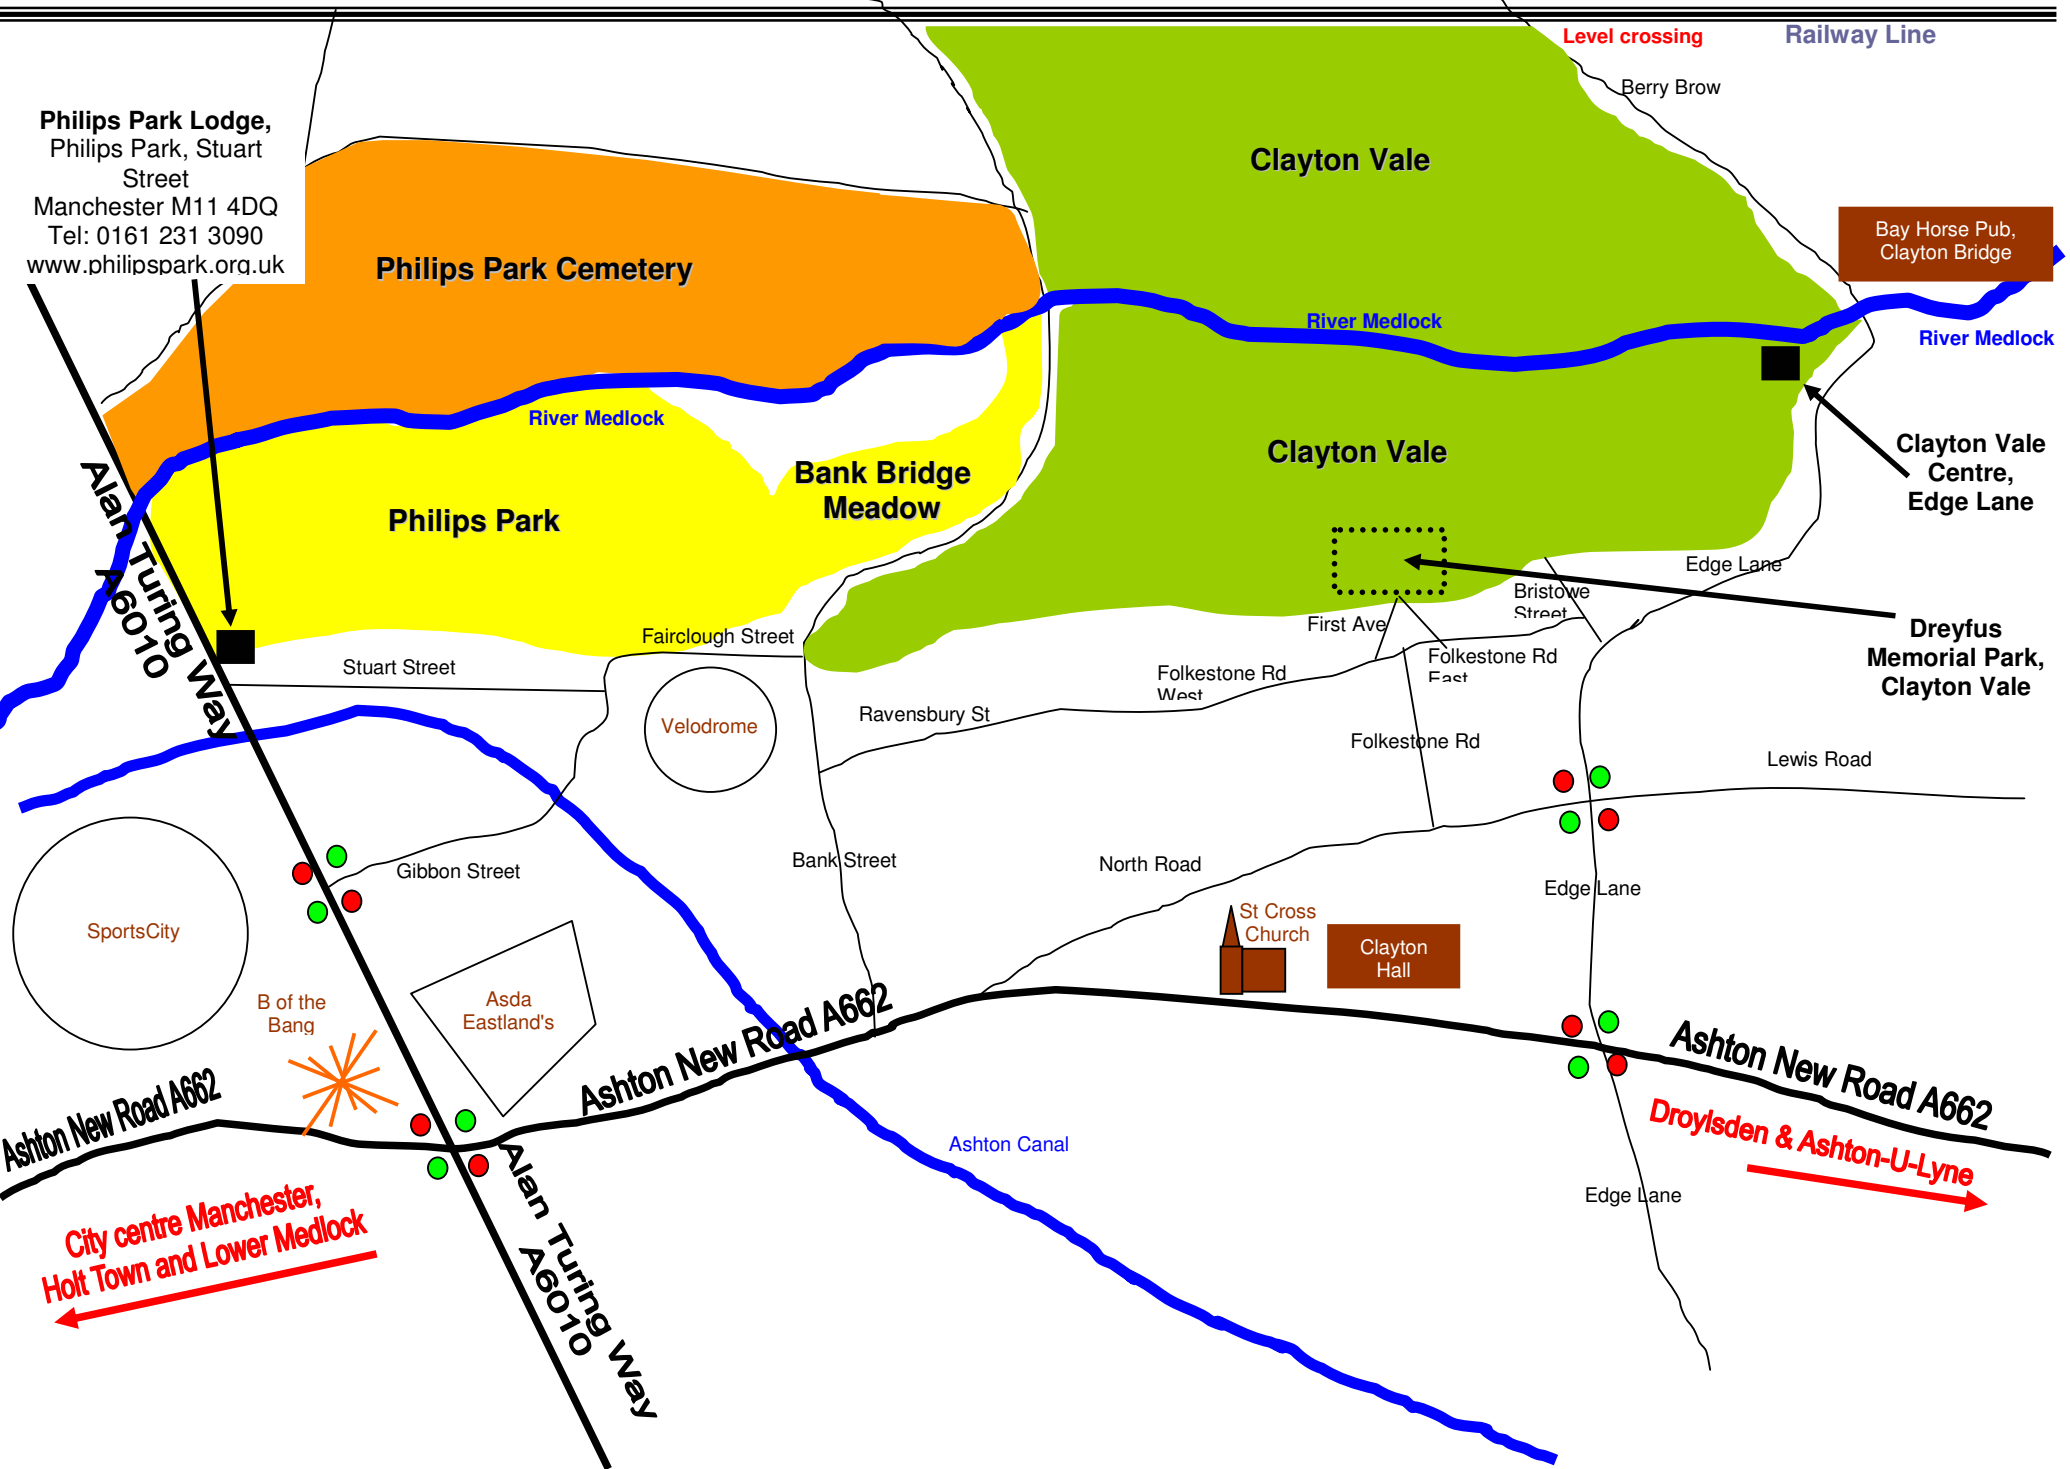 Level crossing
Railway Line
Berry Brow
Philips Park Lodge,
Philips Park, Stuart
Street
Manchester M11 4DQ
Tel: 0161 231 3090
www.philipspark.org.uk
Clayton Vale
Bay Horse Pub,
Clayton Bridge
Philips Park Cemetery
River Medlock
River Medlock
River Medlock
Clayton Vale
Clayton Vale
Centre,
Edge Lane
Bank Bridge
Meadow
Philips Park
Alan Turing Way
A6010
Edge Lane
Bristowe
Street
First Ave
Fairclough Street
Stuart Street
Dreyfus
Memorial Park,
Clayton Vale
Folkestone Rd
East
Folkestone Rd
West
Ravensbury St
Velodrome
Folkestone Rd
Lewis Road
Bank Street
North Road
Gibbon Street
Edge Lane
SportsCity
St Cross
Church
Clayton
Hall
B of the
Bang
Asda
Eastland's
Ashton New Road A662
Ashton New Road A662
Ashton New Road A662
Droylsden & Ashton-U-Lyne
Ashton Canal
Edge Lane
City centre Manchester,
Holt Town and Lower Medlock
Alan Turing Way
A6010